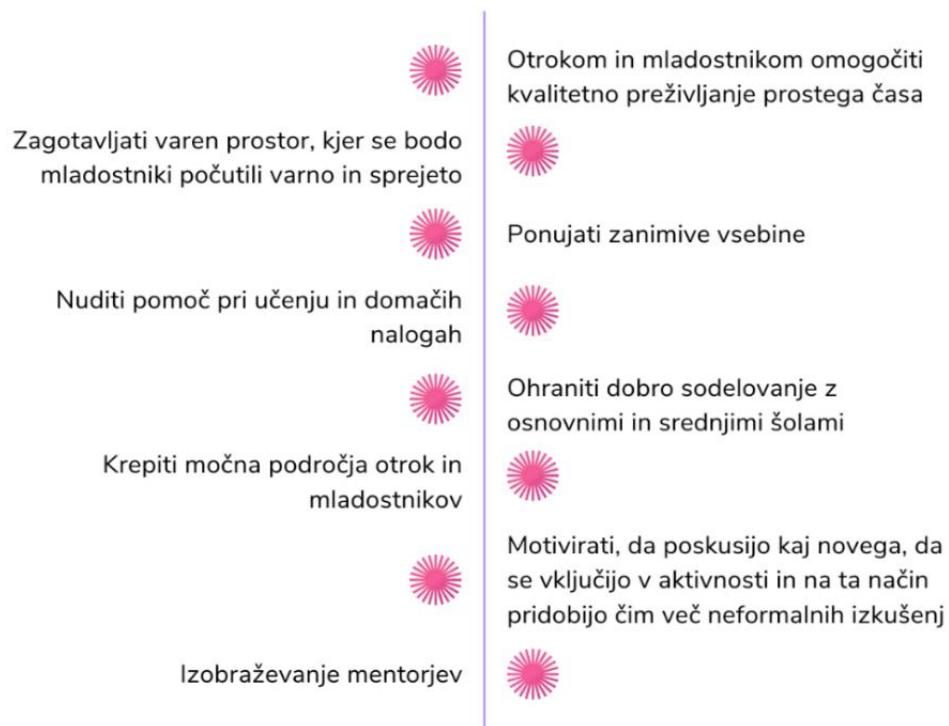 Otrokom in mladostnikom omogočiti
kvalitetno preživljanje prostega časa
Zagotavljati varen prostor, kjer se bodo
mladostniki počutili varno in sprejeto
Ponujati zanimive vsebine
Nuditi pomoč pri učenju in domačih
nalogah
Ohraniti dobro sodelovanje z
osnovnimi in srednjimi šolami
Krepiti močna področja otrok in
mladostnikov
Motivirati, da poskusijo kaj novega, da
se vključijo v aktivnosti in na ta način
pridobijo čim več neformalnih izkušenj
Izobraževanje mentorjev